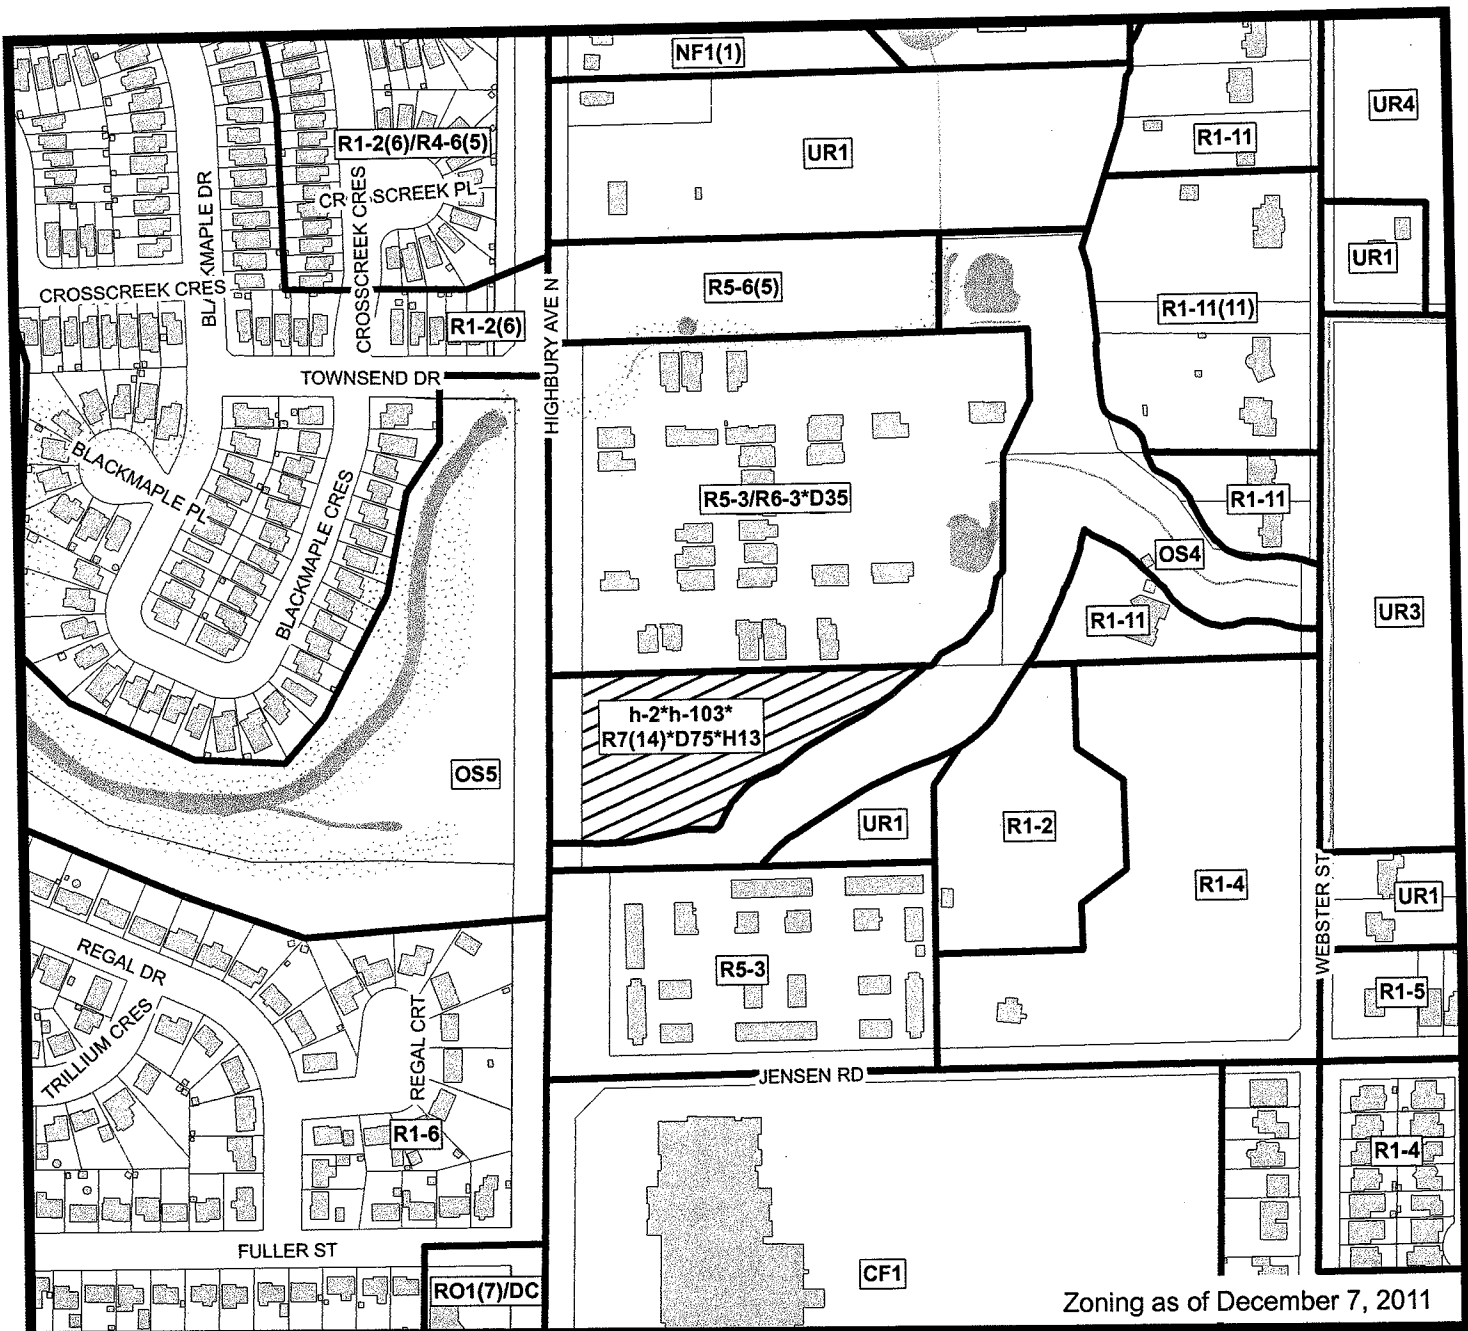 NF1(1)
UR4
R1-2(6)/R4-6(5)
R1-11
UR1
CROSSCREEK PL
BLACKMAPLE DR
CROSSCREEK CRES
UR1
R5-6(5)
CROSSCREEK CRES
R1-11(11)
R1-2(6)
HIGHBURY AVE N
TOWNSEND DR
BLACKMAPLE PL
R5-3/R6-3*D35
R1-11
BLACKMAPLE CRES
OS4
UR3
R1-11
h-2*h-103*
R7(14)*D75*H13
OS5
UR1
R1-2
R1-4
UR1
WEBSTER ST
REGAL DR
R5-3
R1-5
TRILLIUM CRES
REGAL CRT
JENSEN RD
R1-6
R1-4
FULLER ST
CF1
RO1(7)/DC
Zoning as of December 7, 2011